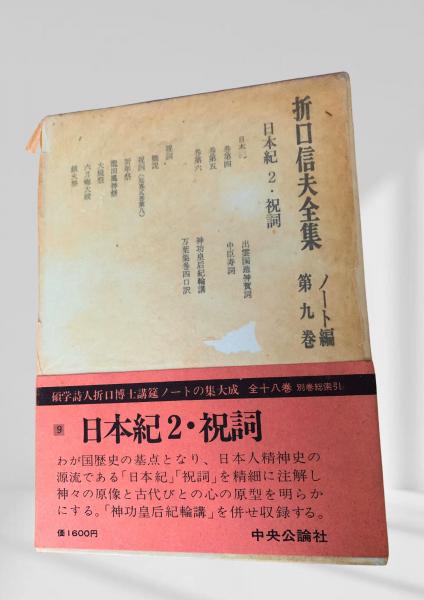 折口信夫全集
ノート編
第九巻
日本紀 2・祝詞
巻第四
巻第五
巻第六
祝詞
概説
祝詞(延喜式巻第八)
祈年祭
龍田風神祭
大殿祭
六月晦大祓
鎮火祭
出雲国造神賀詞
中臣寿詞
神功皇后紀輪講
万葉集巻四口訳
碩学詩人折口博士講筵ノートの集大成 全十八巻 別巻総索引
9 日本紀2・祝詞
わが国歴史の基点となり、日本人精神史の
源流である「日本紀」「祝詞」を精細に注解し
神々の原像と古代びとの心の原型を明らか
にする。「神功皇后紀輪講」を併せ収録する。
価1600円
中央公論社